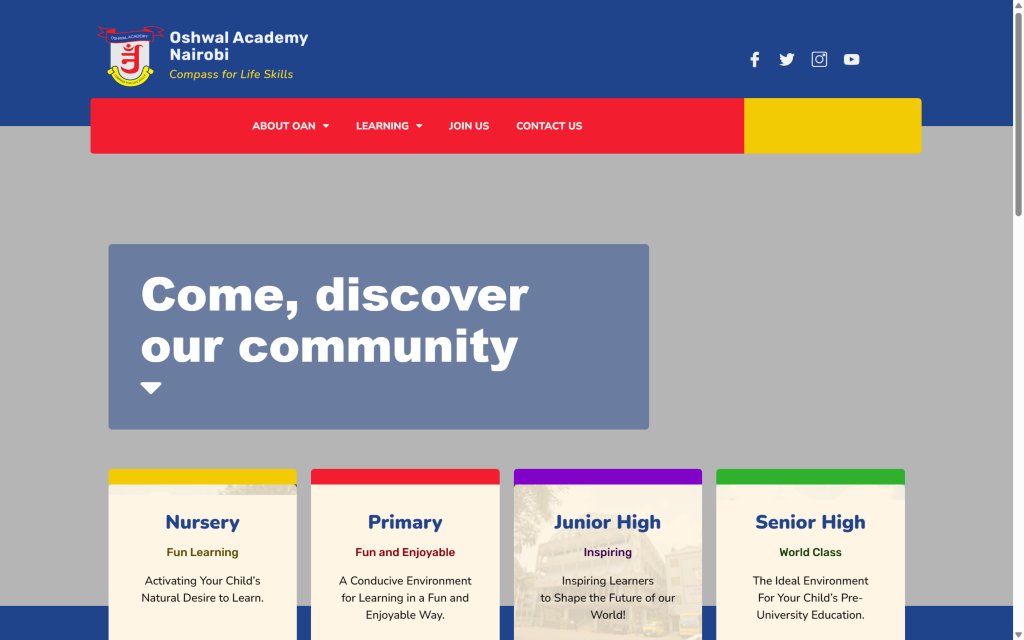 Oshwal Academy
Nairobi
Compass for Life Skills
ABOUT OAN
LEARNING
JOIN US
CONTACT US
Come, discover
our community
Nursery
Fun Learning
Activating Your Child's
Natural Desire to Learn.
Primary
Fun and Enjoyable
A Conducive Environment
for Learning in a Fun and
Enjoyable Way.
Junior High
Inspiring
Inspiring Learners
to Shape the Future of our
World!
Senior High
World Class
The Ideal Environment
For Your Child's Pre-
University Education.